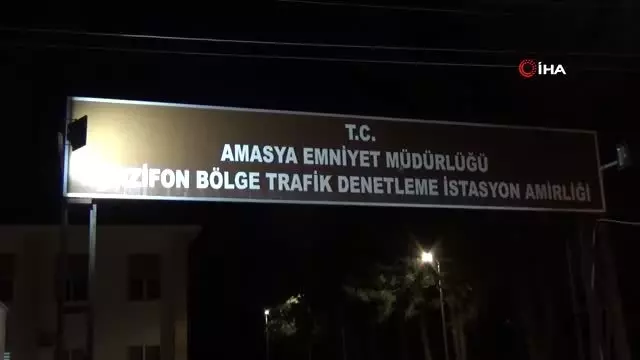 İHA
T.C.
AMASYA EMNİYET MÜDÜRLÜĞÜ
BÖLGE TRAFİK DENETLEME İSTASYON AMİRLİĞİ